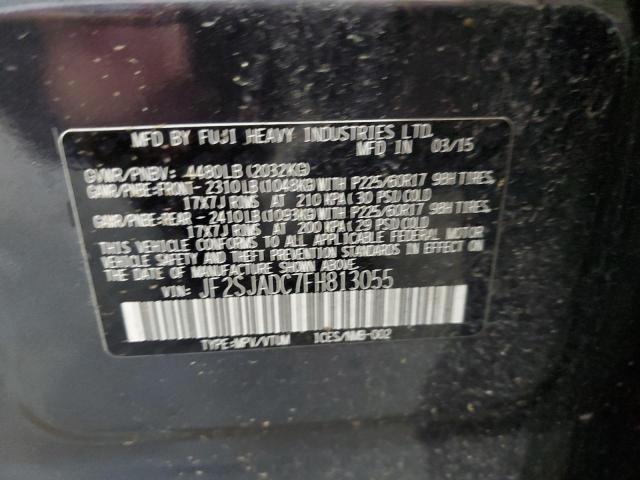 MFD.BY FUJI HEAVY INDUSTRIES LTD.
MFD IN 03/15
GVWR/PNBV: 4480LB(2032KG)
GAWR/PNBE-FRONT- 2310LB(1048KG)WITH P225/60R17 98H TIRES,
17X7J RIMS AT 210 KPA(30 PSI)COLD
GAWR/PNBE-REAR - 2410LB(1093KG)WITH P225/60R17 98H TIRES,
17X7J RIMS AT 200 KPA(29 PSI)COLD
THIS VEHICLE CONFORMS TO ALL APPLICABLE FEDERAL MOTOR
VEHICLE SAFETY AND THEFT PREVENTION STANDARDS IN EFFECT
ON THE DATE OF MANUFACTURE SHOWN ABOVE.
VIN: JF2SJADC7FH813055
TYPE:MPV/VTUM ICES/NMB-002